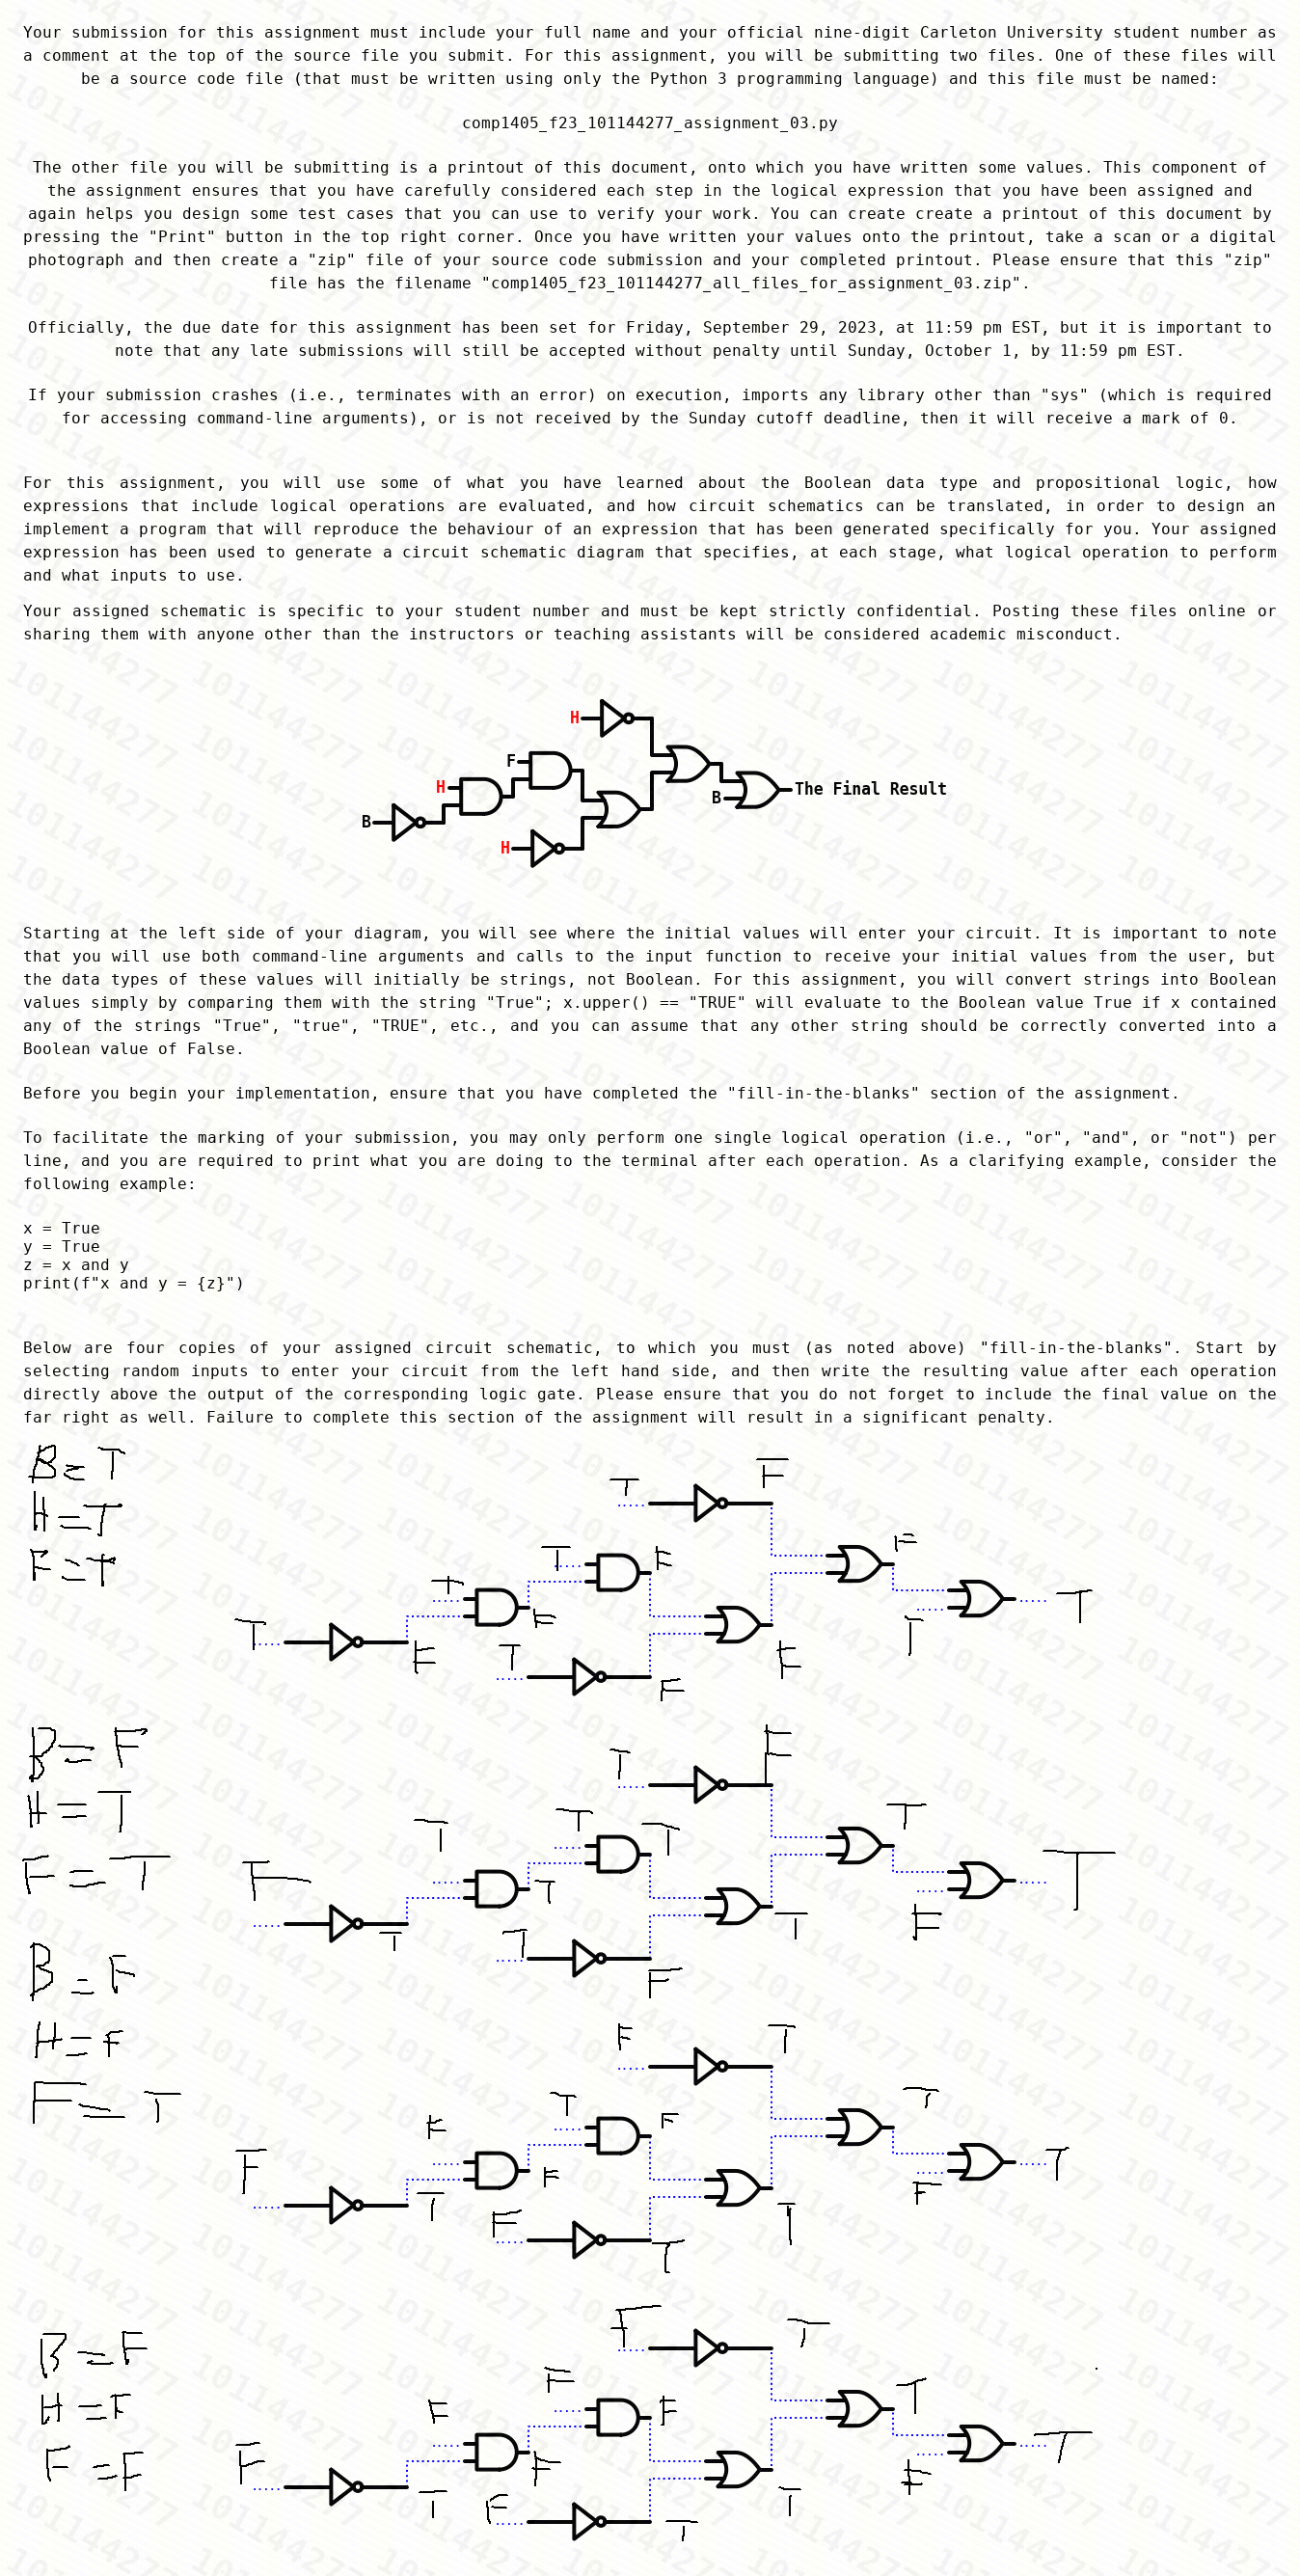 Your submission for this assignment must include your full name and your official nine-digit Carleton University student number as
a comment at the top of the source file you submit. For this assignment, you will be submitting two files. One of these files will
be a source code file (that must be written using only the Python 3 programming language) and this file must be named:
comp1405_f23_101144277_assignment_03.py
The other file you will be submitting is a printout of this document, onto which you have written some values. This component of
the assignment ensures that you have carefully considered each step in the logical expression that you have been assigned and
again helps you design some test cases that you can use to verify your work. You can create create a printout of this document by
pressing the "Print" button in the top right corner. Once you have written your values onto the printout, take a scan or a digital
photograph and then create a "zip" file of your source code submission and your completed printout. Please ensure that this "zip"
file has the filename "comp1405_f23_101144277_all_files_for_assignment_03.zip".
Officially, the due date for this assignment has been set for Friday, September 29, 2023, at 11:59 pm EST, but it is important to
note that any late submissions will still be accepted without penalty until Sunday, October 1, by 11:59 pm EST.
If your submission crashes (i.e., terminates with an error) on execution, imports any library other than "sys" (which is required
for accessing command-line arguments), or is not received by the Sunday cutoff deadline, then it will receive a mark of 0.
For this assignment, you will use some of what you have learned about the Boolean data type and propositional logic, how
expressions that include logical operations are evaluated, and how circuit schematics can be translated, in order to design an
implement a program that will reproduce the behaviour of an expression that has been generated specifically for you. Your assigned
expression has been used to generate a circuit schematic diagram that specifies, at each stage, what logical operation to perform
and what inputs to use.
Your assigned schematic is specific to your student number and must be kept strictly confidential. Posting these files online or
sharing them with anyone other than the instructors or teaching assistants will be considered academic misconduct.
H
F
H
B The Final Result
B
H
Starting at the left side of your diagram, you will see where the initial values will enter your circuit. It is important to note
that you will use both command-line arguments and calls to the input function to receive your initial values from the user, but
the data types of these values will initially be strings, not Boolean. For this assignment, you will convert strings into Boolean
values simply by comparing them with the string "True"; x.upper() == "TRUE" will evaluate to the Boolean value True if x contained
any of the strings "True", "true", "TRUE", etc., and you can assume that any other string should be correctly converted into a
Boolean value of False.
Before you begin your implementation, ensure that you have completed the "fill-in-the-blanks" section of the assignment.
To facilitate the marking of your submission, you may only perform one single logical operation (i.e., "or", "and", or "not") per
line, and you are required to print what you are doing to the terminal after each operation. As a clarifying example, consider the
following example:
x = True
y = True
z = x and y
print(f"x and y = {z}")
Below are four copies of your assigned circuit schematic, to which you must (as noted above) "fill-in-the-blanks". Start by
selecting random inputs to enter your circuit from the left hand side, and then write the resulting value after each operation
directly above the output of the corresponding logic gate. Please ensure that you do not forget to include the final value on the
far right as well. Failure to complete this section of the assignment will result in a significant penalty.
B = T
H = T
F = T
T F
T F F
T F T
T F T F T
F
B = F
H = T
F = T
T F
T T T T
F T T
T T F
T F
B = F
H = F
F = T
F T
T F T
F F T
F T F
F T T
B = F
H = F
F = F
F T
F F T
F F T
F F
T F T T